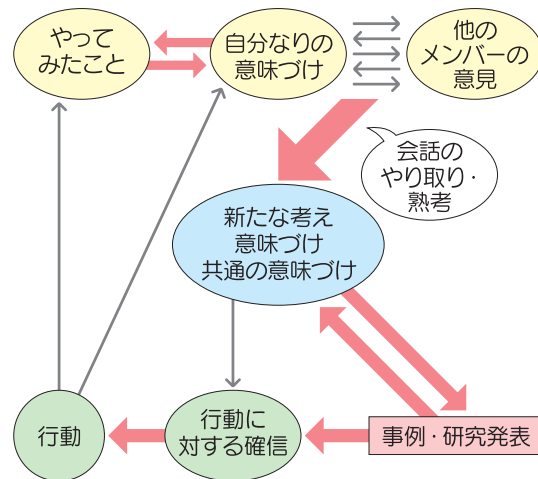 やって
みたこと
自分なりの
意味づけ
他の
メンバーの
意見
会話の
やり取り・
熟考
新たな考え
意味づけ
共通の意味づけ
行動
行動に
対する確信
事例・研究発表